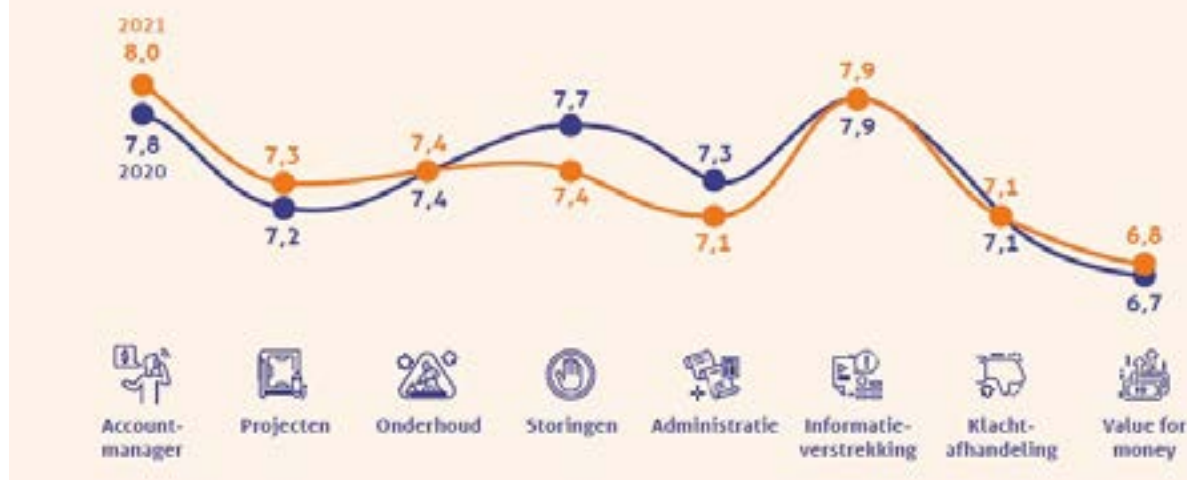 2021
8,0
7,8
2020
7,3
7,2
7,4
7,4
7,7
7,4
7,3
7,1
7,9
7,9
7,1
7,1
6,8
6,7
Account-
manager
Projecten
Onderhoud
Storingen
Administratie
Informatie-
verstrekking
Klacht-
afhandeling
Value for
money